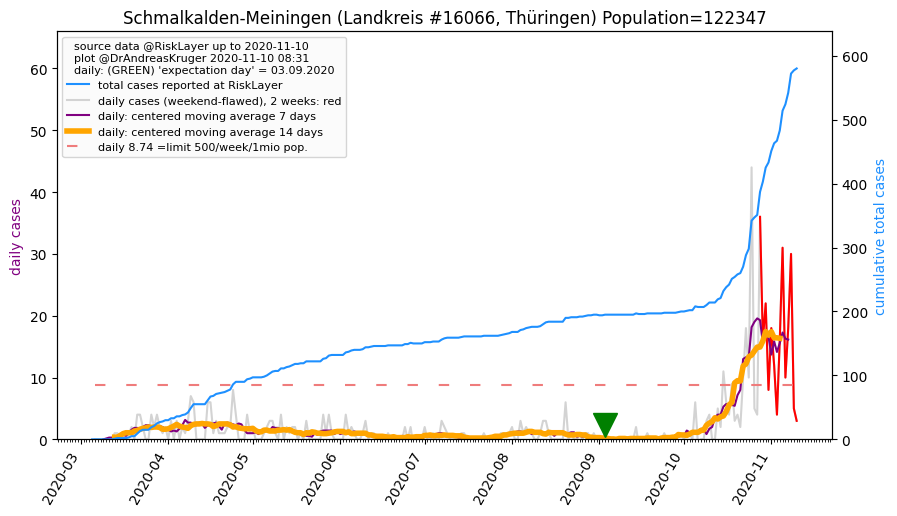 Schmalkalden-Meiningen (Landkreis #16066, Thüringen) Population=122347
source data @RiskLayer up to 2020-11-10
plot @DrAndreasKruger 2020-11-10 08:31
daily: (GREEN) 'expectation day' = 03.09.2020
total cases reported at RiskLayer
daily cases (weekend-flawed), 2 weeks: red
daily: centered moving average 7 days
daily: centered moving average 14 days
daily 8.74 =limit 500/week/1mio pop.
daily cases
60
50
40
30
20
10
0
cumulative total cases
600
500
400
300
200
100
0
2020-03
2020-04
2020-05
2020-06
2020-07
2020-08
2020-09
2020-10
2020-11